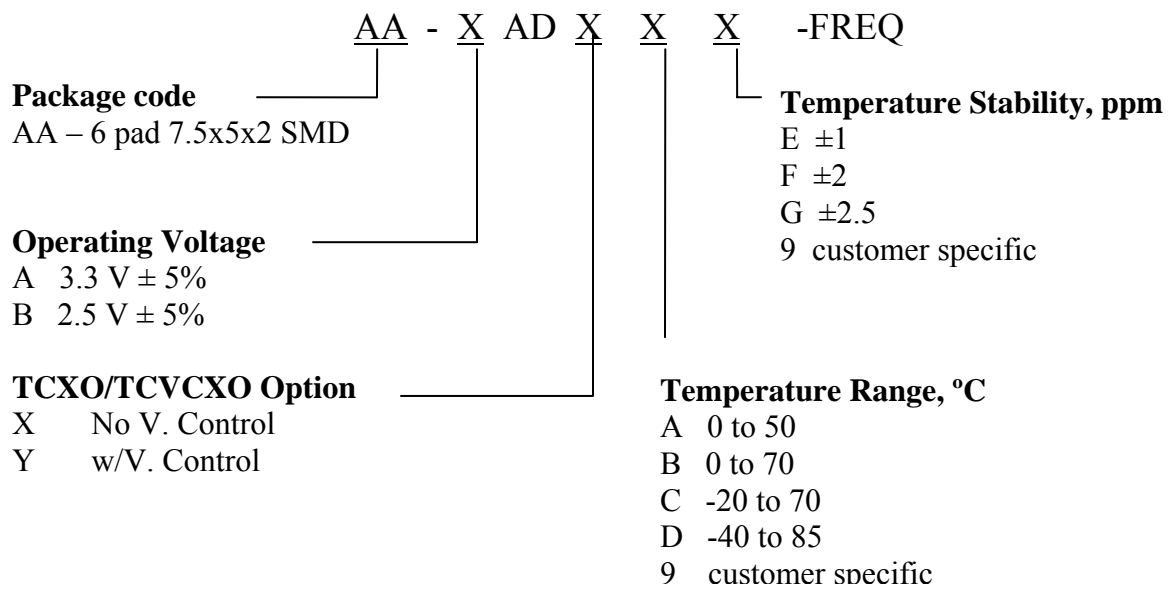 AA - X AD X X X -FREQ
Package code
AA – 6 pad 7.5x5x2 SMD
Operating Voltage
A 3.3 V ± 5%
B 2.5 V ± 5%
TCXO/TCVCXO Option
X No V. Control
Y w/V. Control
Temperature Stability, ppm
E ±1
F ±2
G ±2.5
9 customer specific
Temperature Range, ºC
A 0 to 50
B 0 to 70
C -20 to 70
D -40 to 85
9 customer specific